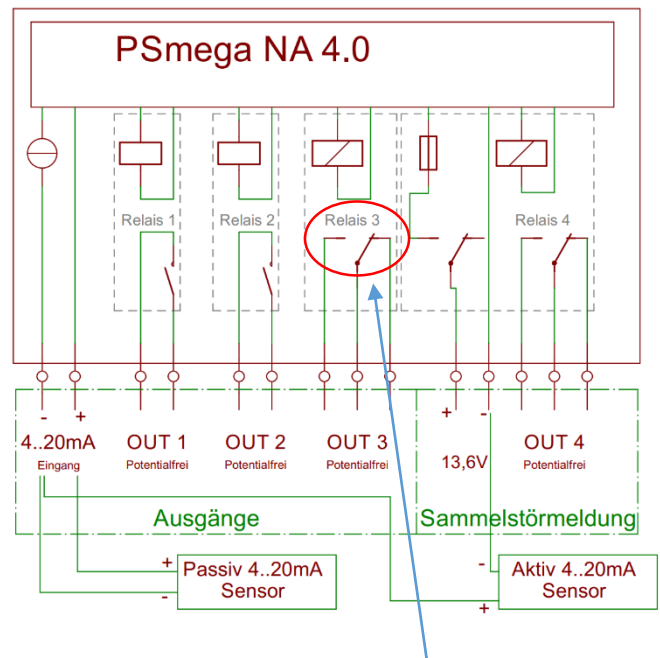 PSmega NA 4.0
Relais 1
Relais 2
Relais 3
Relais 4
- +
+ -
4..20mA
Eingang
OUT 1
Potentialfrei
OUT 2
Potentialfrei
OUT 3
Potentialfrei
13,6V
OUT 4
Potentialfrei
Ausgänge
Sammelstörmeldung
+
-
Passiv 4..20mA
Sensor
-
+
Aktiv 4..20mA
Sensor